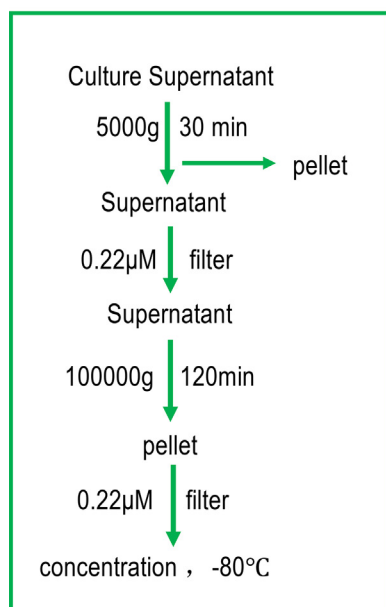 Culture Supernatant
5000g 30 min
pellet
Supernatant
0.22μM filter
Supernatant
100000g 120min
pellet
0.22μM filter
concentration ， -80℃